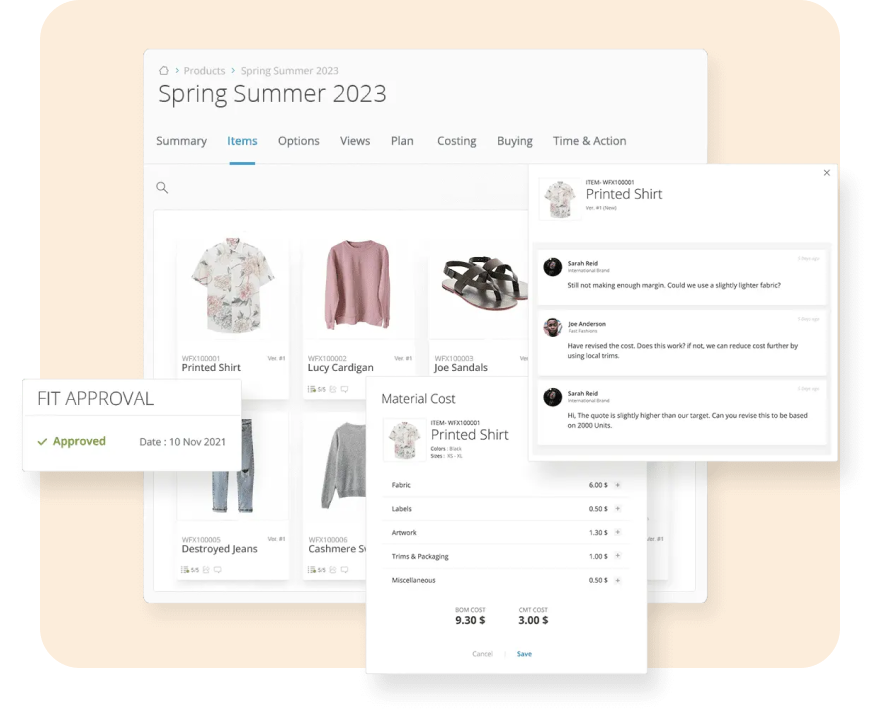 Products > Spring Summer 2023
Spring Summer 2023
Summary Items Options Views Plan Costing Buying Time & Action
WFX100001 Ver. #1
Printed Shirt
WFX100002 Ver. #1
Lucy Cardigan
5/5
WFX100003 Ver.
Joe Sandals
WFX100005 Ver. #1
Destroyed Jeans
5/5
WFX100006
Cashmere Sw
5/5
Ver. #1
FIT APPROVAL
Approved Date : 10 Nov 2021
ITEM- WFX100001
Printed Shirt
Ver. #1 (New)
Sarah Reid
International Brand
Still not making enough margin. Could we use a slightly lighter fabric?
Joe Anderson
Fast Fashions
Have revised the cost. Does this work? if not, we can reduce cost further by
using local trims.
Sarah Reid
International Brand
Hi, The quote is slightly higher than our target. Can you revise this to be based
on 2000 Units.
Material Cost
ITEM- WFX100001
Printed Shirt
Colors : Black
Sizes : XS - XL
Fabric 6.00 $ +
Labels 0.50 $ +
Artwork 1.30 $ +
Trims & Packaging 1.00 $ +
Miscellaneous 0.50 $ +
BOM COST CMT COST
9.30 $ 3.00 $
Cancel | Save